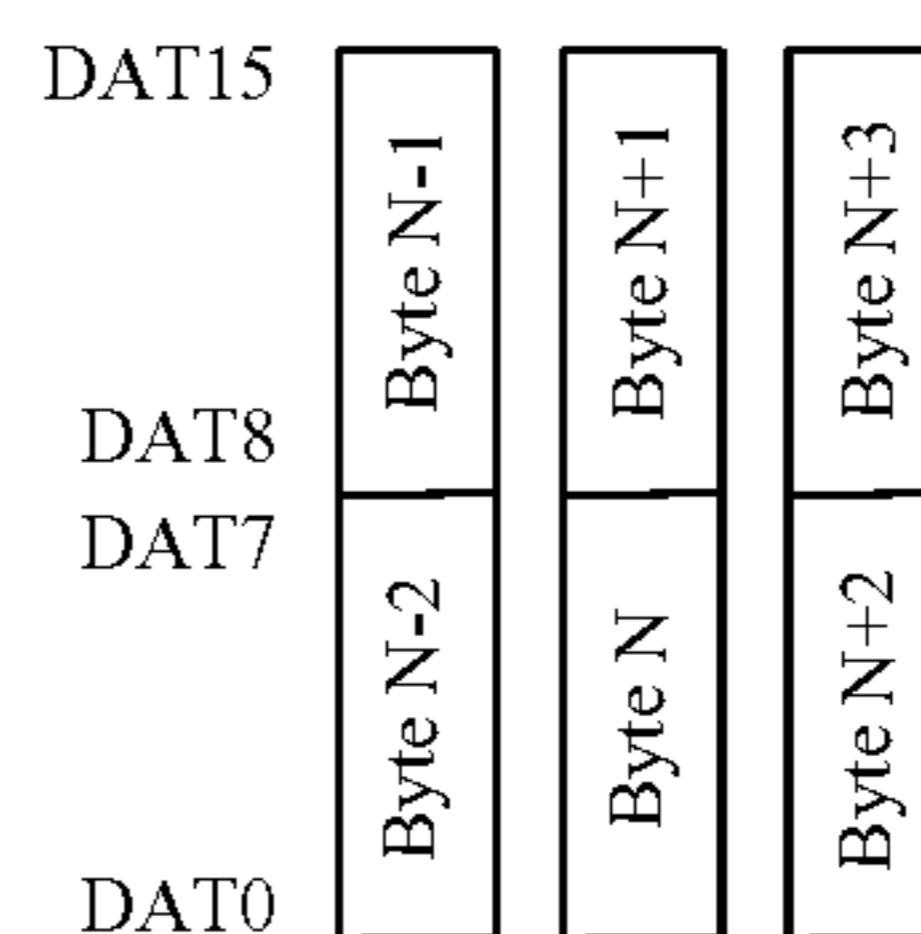 DAT15
Byte N-1
Byte N+1
Byte N+3
DAT8
DAT7
Byte N-2
Byte N
Byte N+2
DAT0